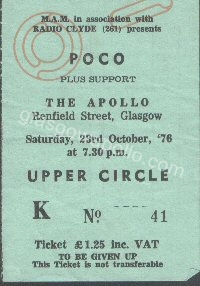 M.A.M. in association with
RADIO CLYDE (261) presents
POCO
PLUS SUPPORT
THE APOLLO
Renfield Street, Glasgow
Saturday, 23rd October, '76
at 7.30 p.m.
UPPER CIRCLE
K No 41
Ticket £1.25 inc. VAT
TO BE GIVEN UP
This Ticket is not transferable